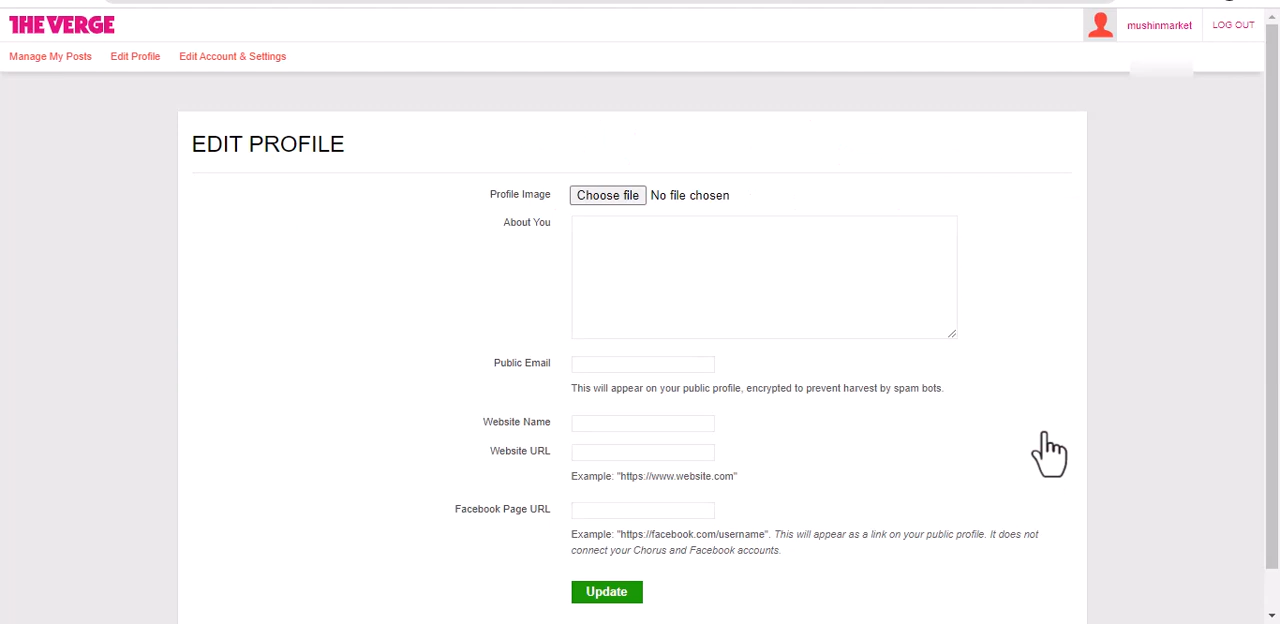 THE VERGE
mushinmarket
LOG OUT
Manage My Posts
Edit Profile
Edit Account & Settings
EDIT PROFILE
Profile Image
Choose file No file chosen
About You
Public Email
This will appear on your public profile, encrypted to prevent harvest by spam bots.
Website Name
Website URL
Example: "https://www.website.com"
Facebook Page URL
Example: "https://facebook.com/username". This will appear as a link on your public profile. It does not
connect your Chorus and Facebook accounts.
Update